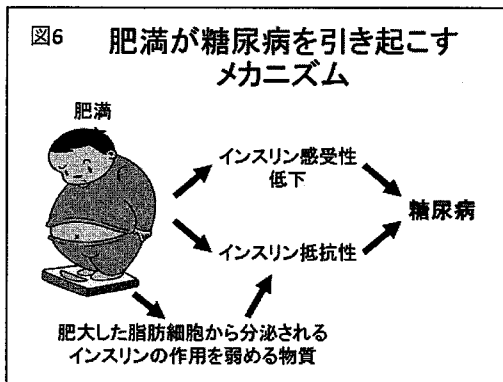 図6
肥満が糖尿病を引き起こす
メカニズム
肥満
インスリン感受性
低下
糖尿病
インスリン抵抗性
肥大した脂肪細胞から分泌される
インスリンの作用を弱める物質